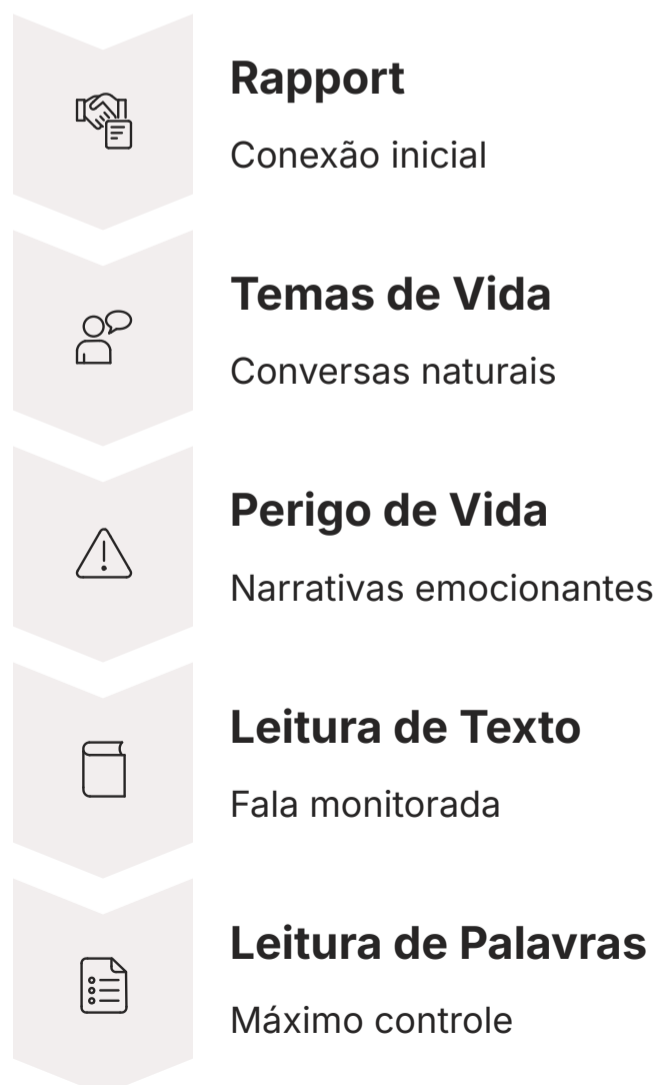 Rapport
Conexão inicial
Temas de Vida
Conversas naturais
Perigo de Vida
Narrativas emocionantes
Leitura de Texto
Fala monitorada
Leitura de Palavras
Máximo controle